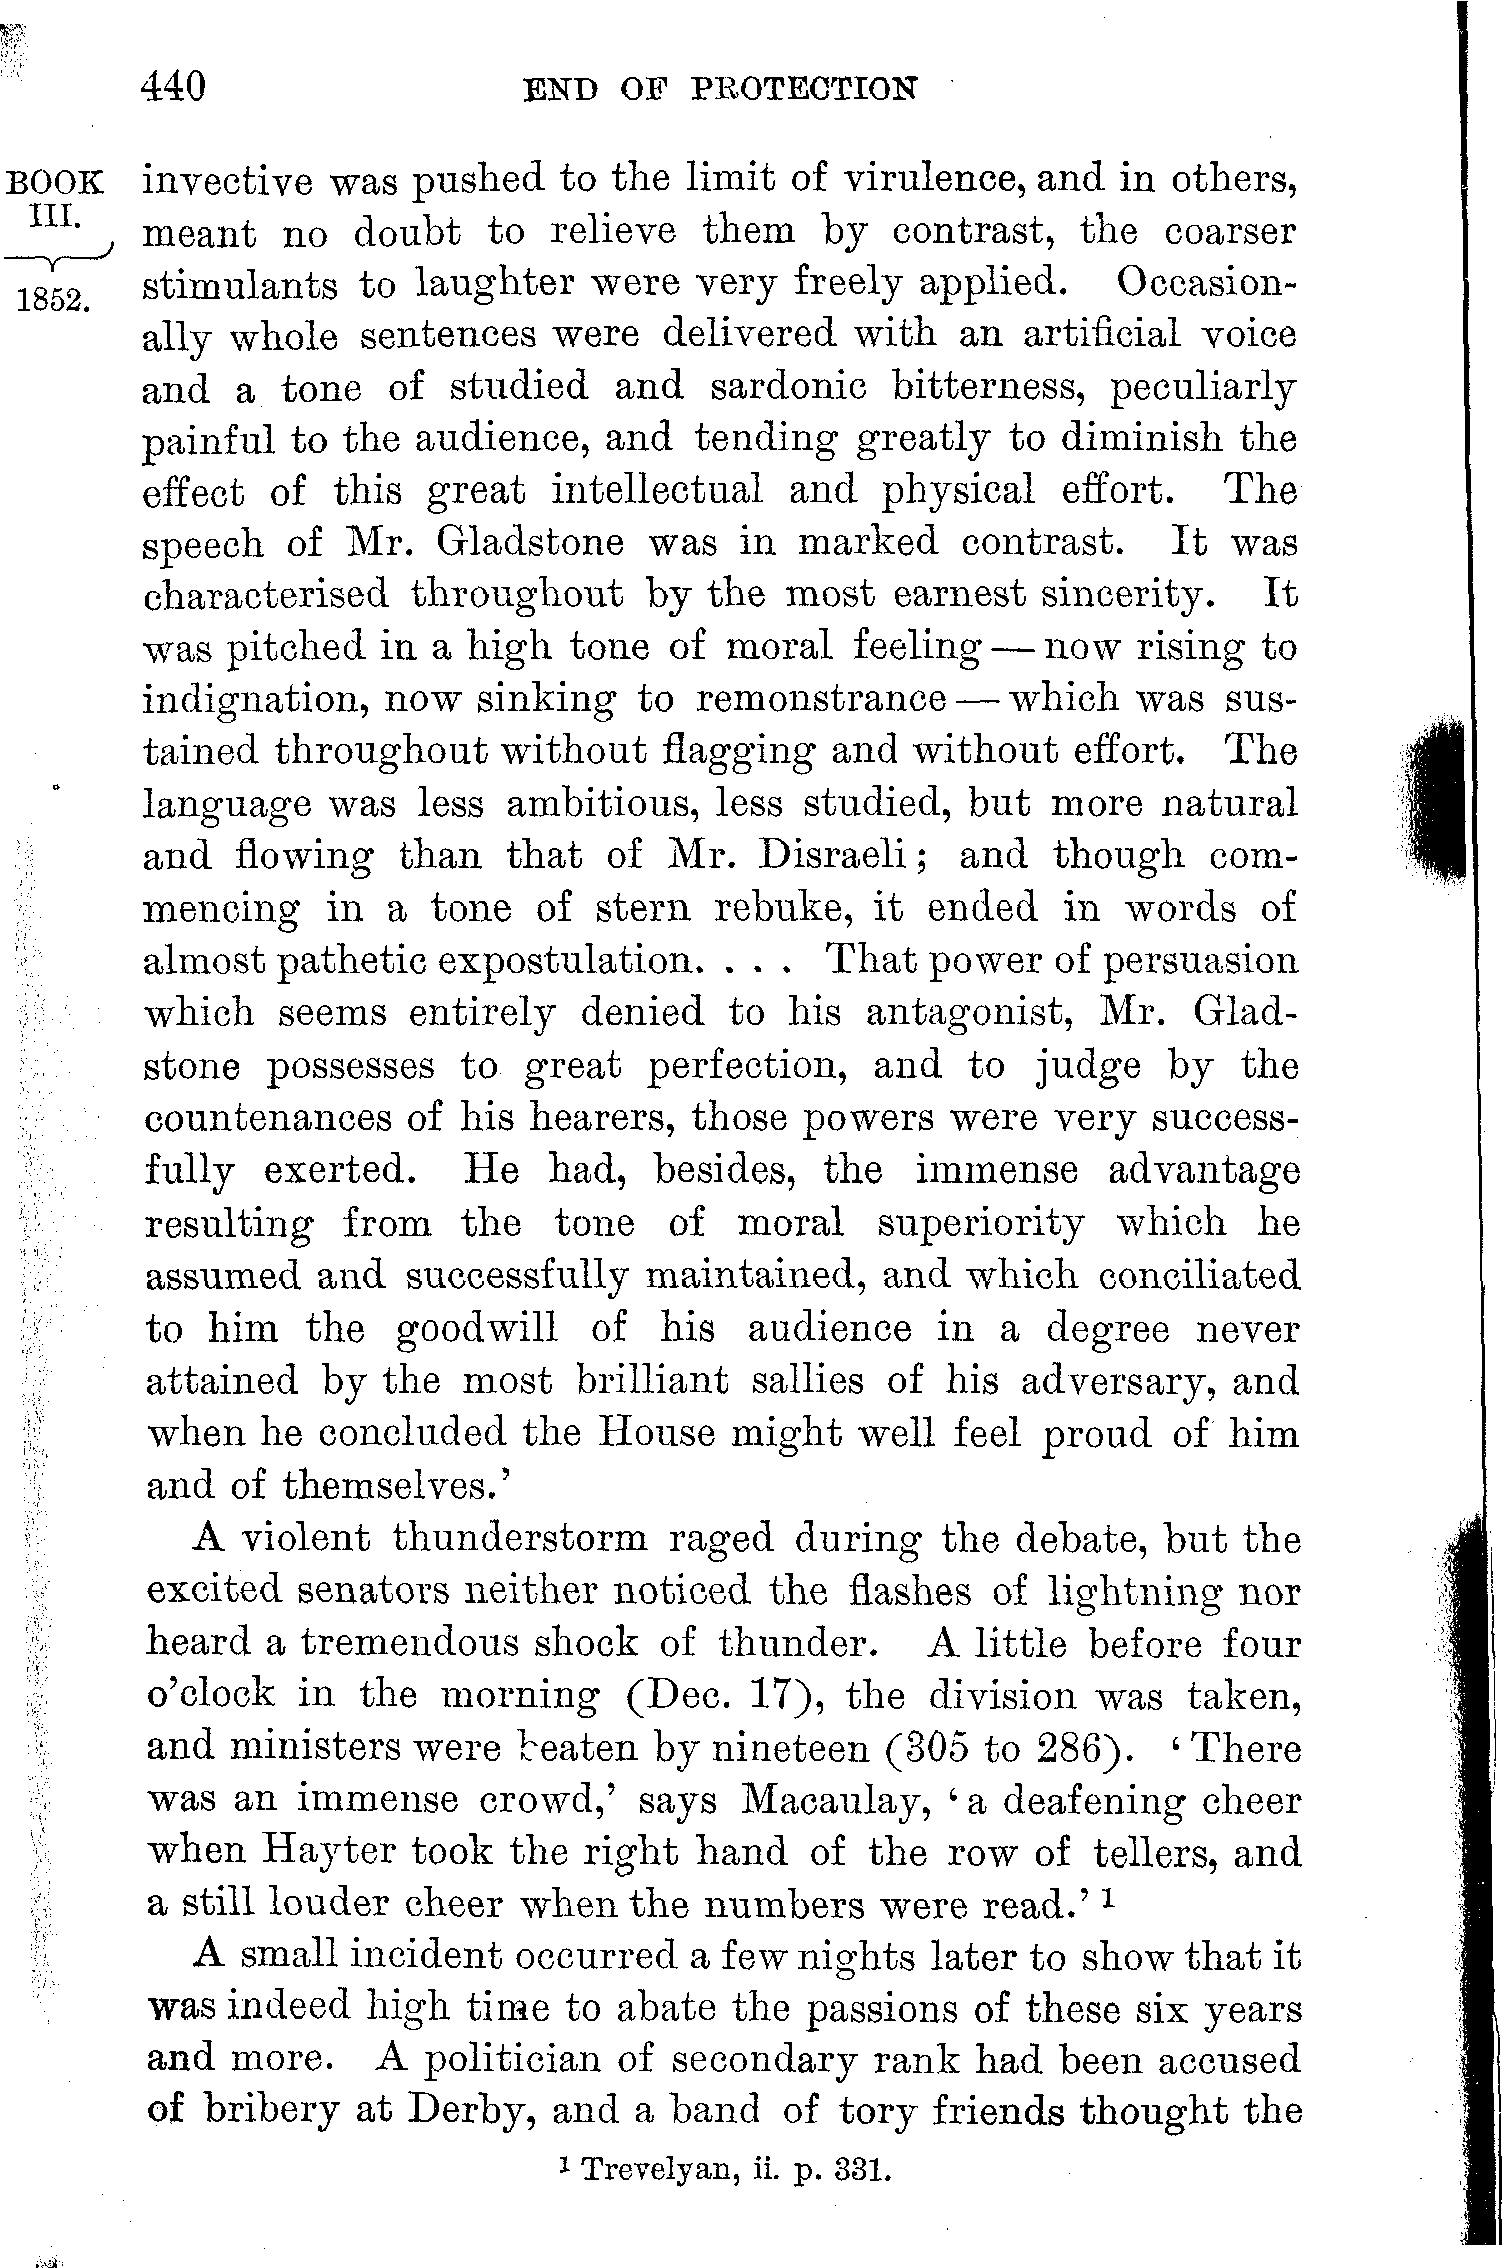 440 END OF PROTECTION
BOOK
III.
1852.
invective was pushed to the limit of virulence, and in others,
meant no doubt to relieve them by contrast, the coarser
stimulants to laughter were very freely applied. Occasion-
ally whole sentences were delivered with an artificial voice
and a tone of studied and sardonic bitterness, peculiarly
painful to the audience, and tending greatly to diminish the
effect of this great intellectual and physical effort. The
speech of Mr. Gladstone was in marked contrast. It was
characterised throughout by the most earnest sincerity. It
was pitched in a high tone of moral feeling — now rising to
indignation, now sinking to remonstrance — which was sus-
tained throughout without flagging and without effort. The
language was less ambitious, less studied, but more natural
and flowing than that of Mr. Disraeli; and though com-
mencing in a tone of stern rebuke, it ended in words of
almost pathetic expostulation. . . . That power of persuasion
which seems entirely denied to his antagonist, Mr. Glad-
stone possesses to great perfection, and to judge by the
countenances of his hearers, those powers were very success-
fully exerted. He had, besides, the immense advantage
resulting from the tone of moral superiority which he
assumed and successfully maintained, and which conciliated
to him the goodwill of his audience in a degree never
attained by the most brilliant sallies of his adversary, and
when he concluded the House might well feel proud of him
and of themselves.’
A violent thunderstorm raged during the debate, but the
excited senators neither noticed the flashes of lightning nor
heard a tremendous shock of thunder. A little before four
o’clock in the morning (Dec. 17), the division was taken,
and ministers were beaten by nineteen (305 to 286). ‘There
was an immense crowd,’ says Macaulay, ‘a deafening cheer
when Hayter took the right hand of the row of tellers, and
a still louder cheer when the numbers were read.’ ¹
A small incident occurred a few nights later to show that it
was indeed high time to abate the passions of these six years
and more. A politician of secondary rank had been accused
of bribery at Derby, and a band of tory friends thought the
¹ Trevelyan, ii. p. 331.